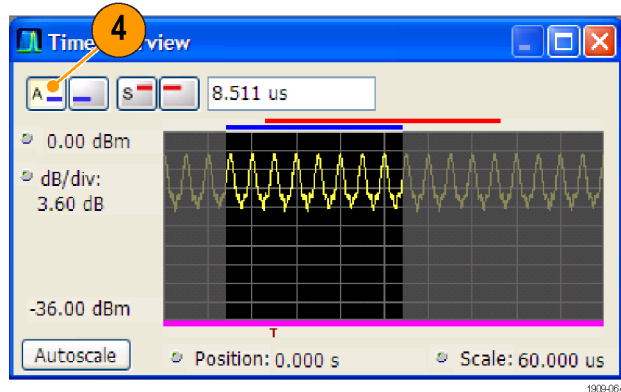 4
Time Overview
A
S
8.511 us
0.00 dBm
dB/div:
3.60 dB
-36.00 dBm
T
Autoscale
Position: 0.000 s
Scale: 60.000 us
1909-064